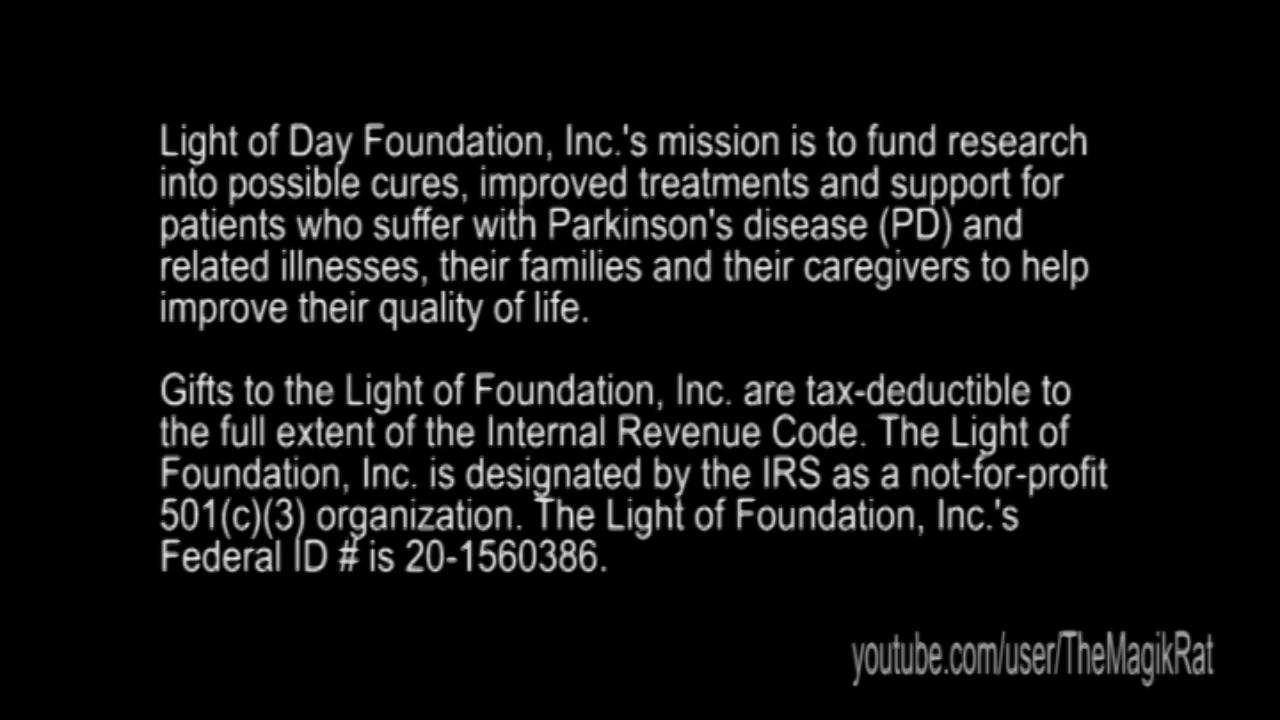 Light of Day Foundation, Inc.'s mission is to fund research
into possible cures, improved treatments and support for
patients who suffer with Parkinson's disease (PD) and
related illnesses, their families and their caregivers to help
improve their quality of life.
Gifts to the Light of Foundation, Inc. are tax-deductible to
the full extent of the Internal Revenue Code. The Light of
Foundation, Inc. is designated by the IRS as a not-for-profit
501(c)(3) organization. The Light of Foundation, Inc.'s
Federal ID # is 20-1560386.
youtube.com/user/TheMagikRat